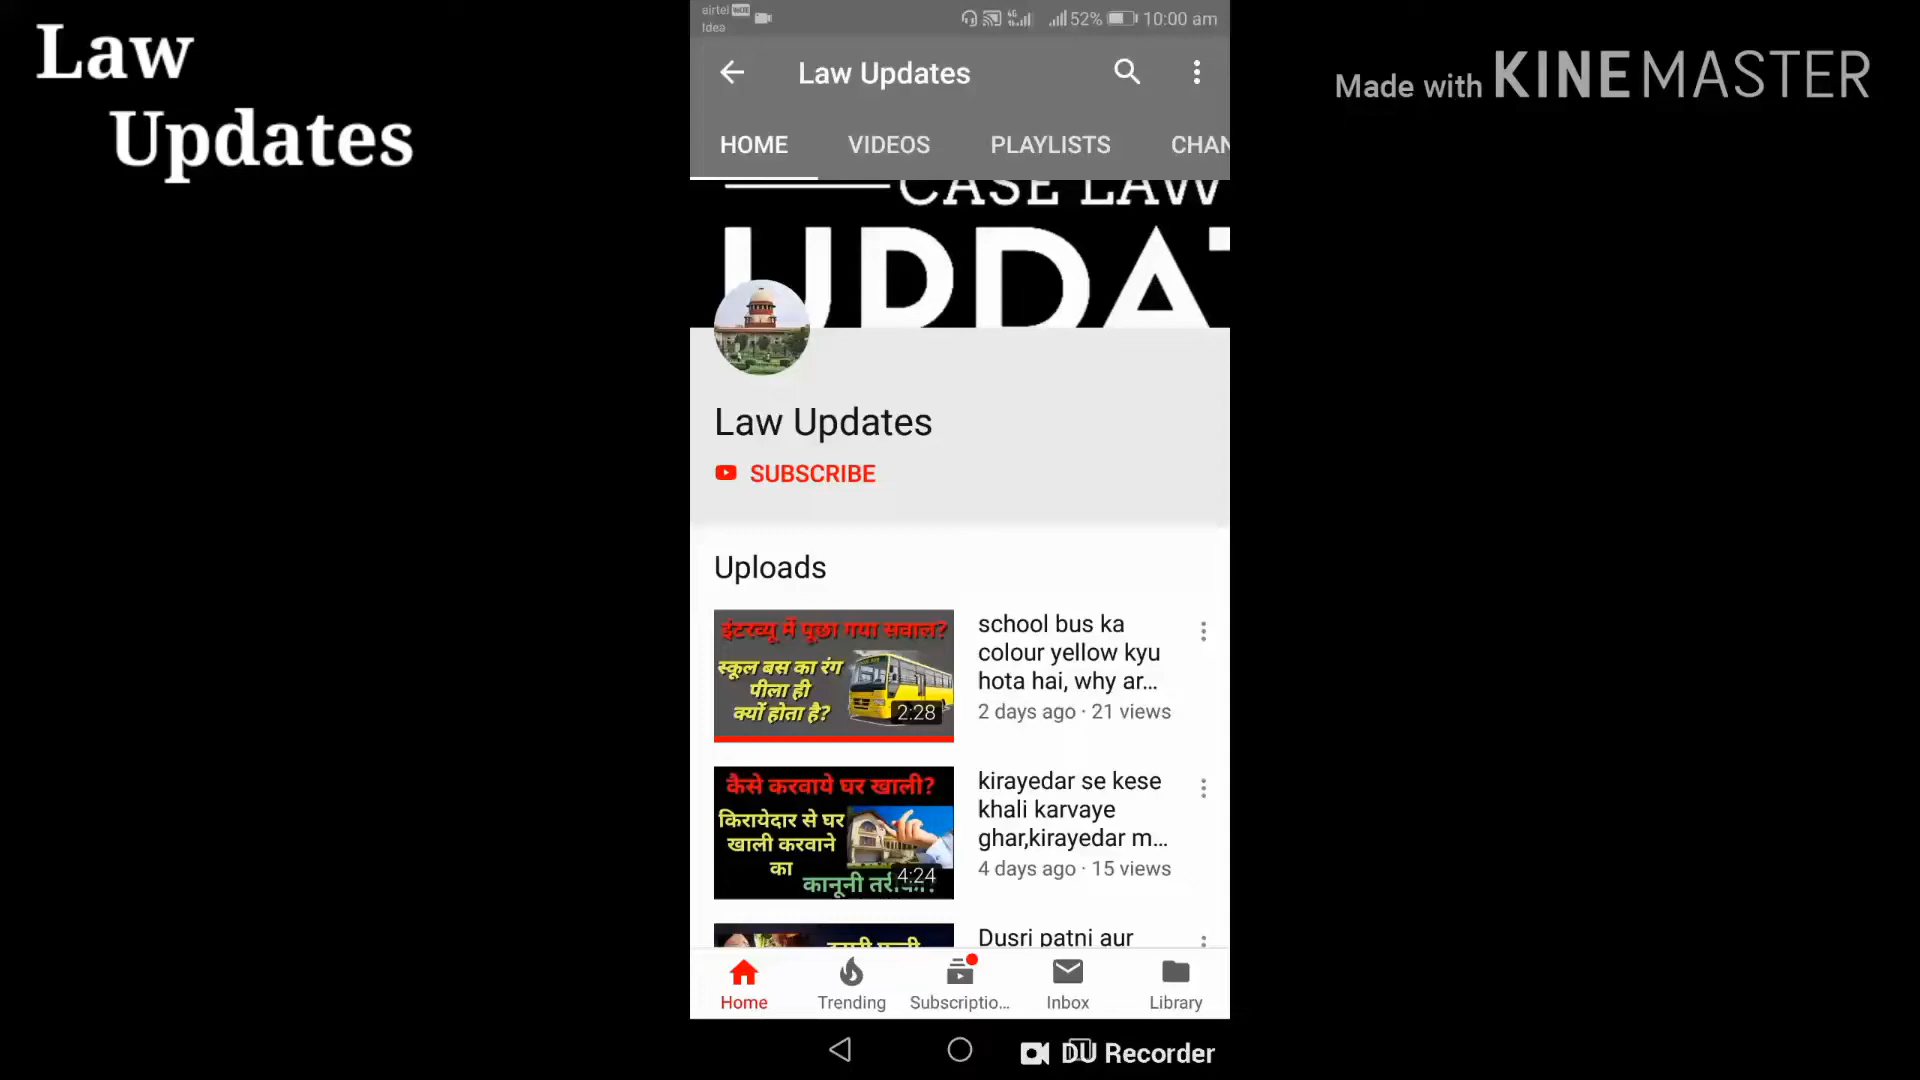 Law
Updates
Made with KINEMASTER
airtel
Idea
4G
52%
10:00 am
Law Updates
HOME VIDEOS PLAYLISTS CHAN
CASE LAW
UPDAT
Law Updates
SUBSCRIBE
Uploads
इंटरव्यू में पूछा गया सवाल?
स्कूल बस का रंग
पीला ही
क्यों होता है?
2:28
school bus ka
colour yellow kyu
hota hai, why ar...
2 days ago · 21 views
कैसे करवाये घर खाली?
किरायेदार से घर
खाली करवाने
का
कानूनी
4:24
kirayedar se kese
khali karvaye
ghar,kirayedar m...
4 days ago · 15 views
Dusri patni aur
Home Trending Subscriptio... Inbox Library
DU Recorder